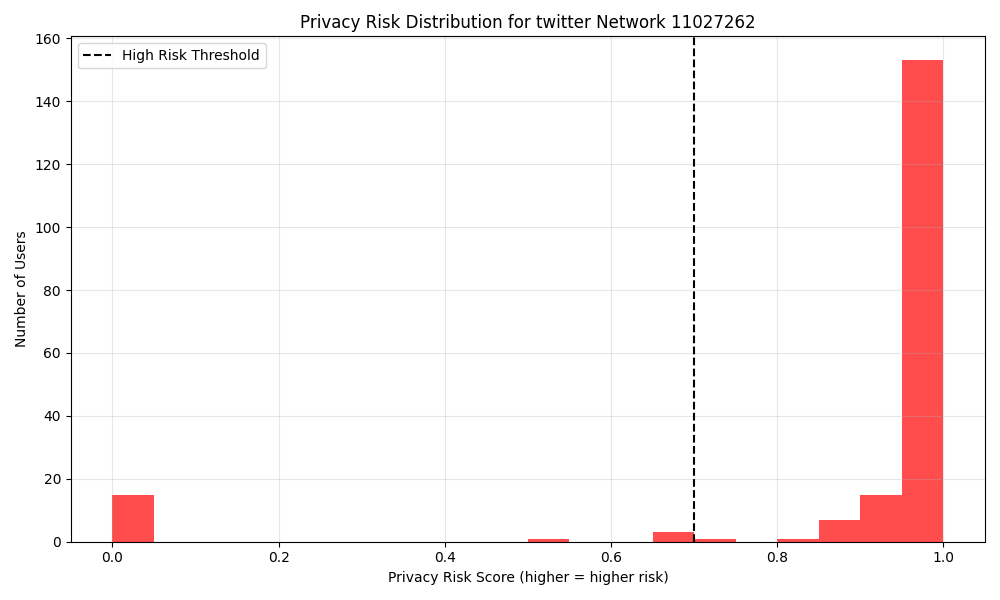 Privacy Risk Distribution for twitter Network 11027262
High Risk Threshold
Number of Users
160
140
120
100
80
60
40
20
0
0.0 0.2 0.4 0.6 0.8 1.0
Privacy Risk Score (higher = higher risk)